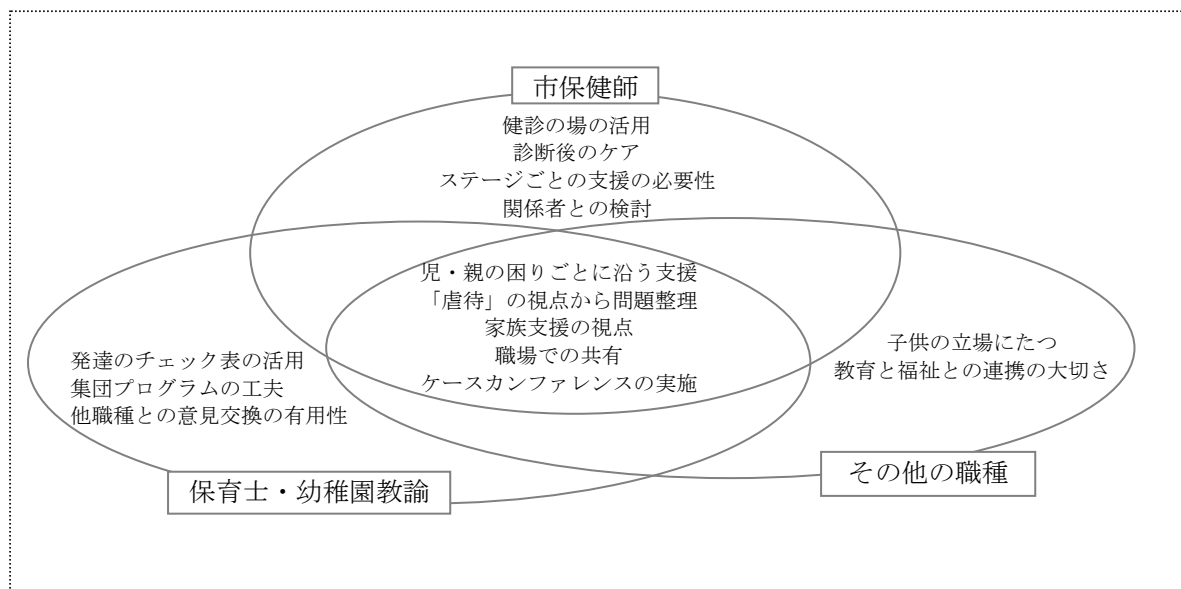 市保健師
健診の場の活用
診断後のケア
ステージごとの支援の必要性
関係者との検討
児・親の困りごとに沿う支援
「虐待」の視点から問題整理
家族支援の視点
職場での共有
ケースカンファレンスの実施
発達のチェック表の活用
集団プログラムの工夫
他職種との意見交換の有用性
子供の立場にたつ
教育と福祉との連携の大切さ
保育士・幼稚園教諭
その他の職種